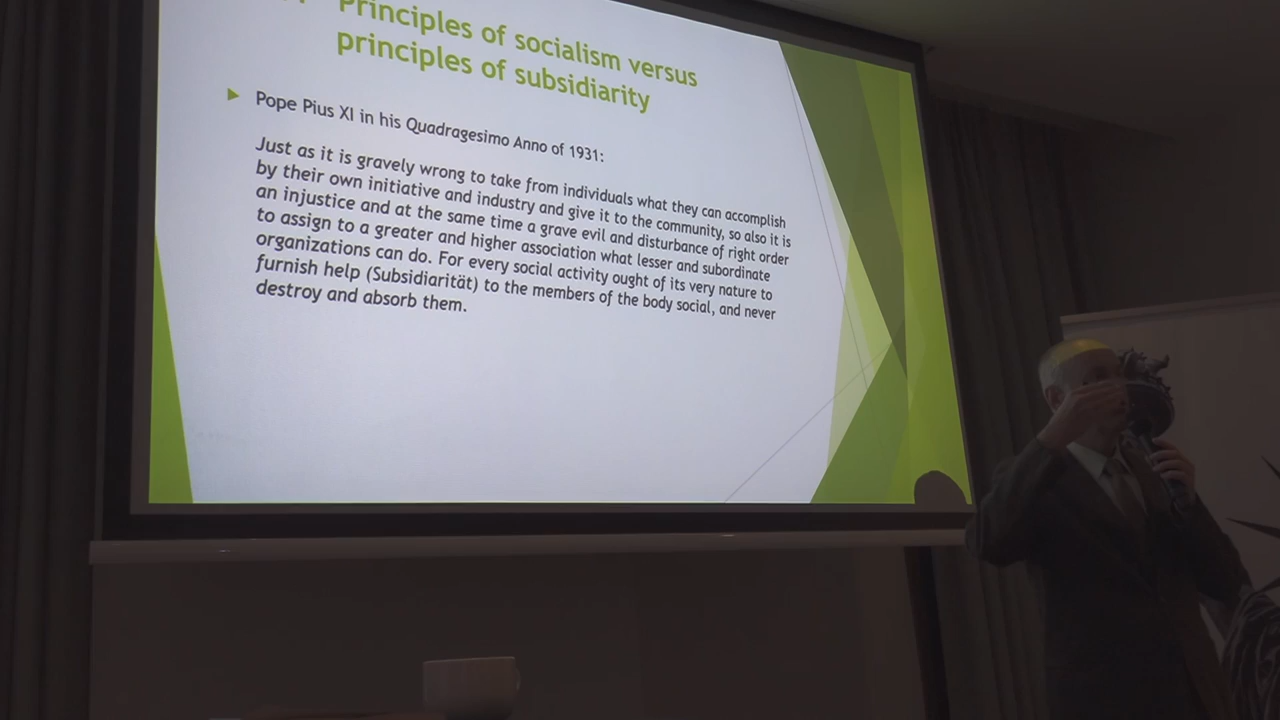 Principles of socialism versus
principles of subsidiarity
Pope Pius XI in his Quadragesimo Anno of 1931:
Just as it is gravely wrong to take from individuals what they can accomplish
by their own initiative and industry and give it to the community, so also it is
an injustice and at the same time a grave evil and disturbance of right order
to assign to a greater and higher association what lesser and subordinate
organizations can do. For every social activity ought of its very nature to
furnish help (Subsidiarität) to the members of the body social, and never
destroy and absorb them.